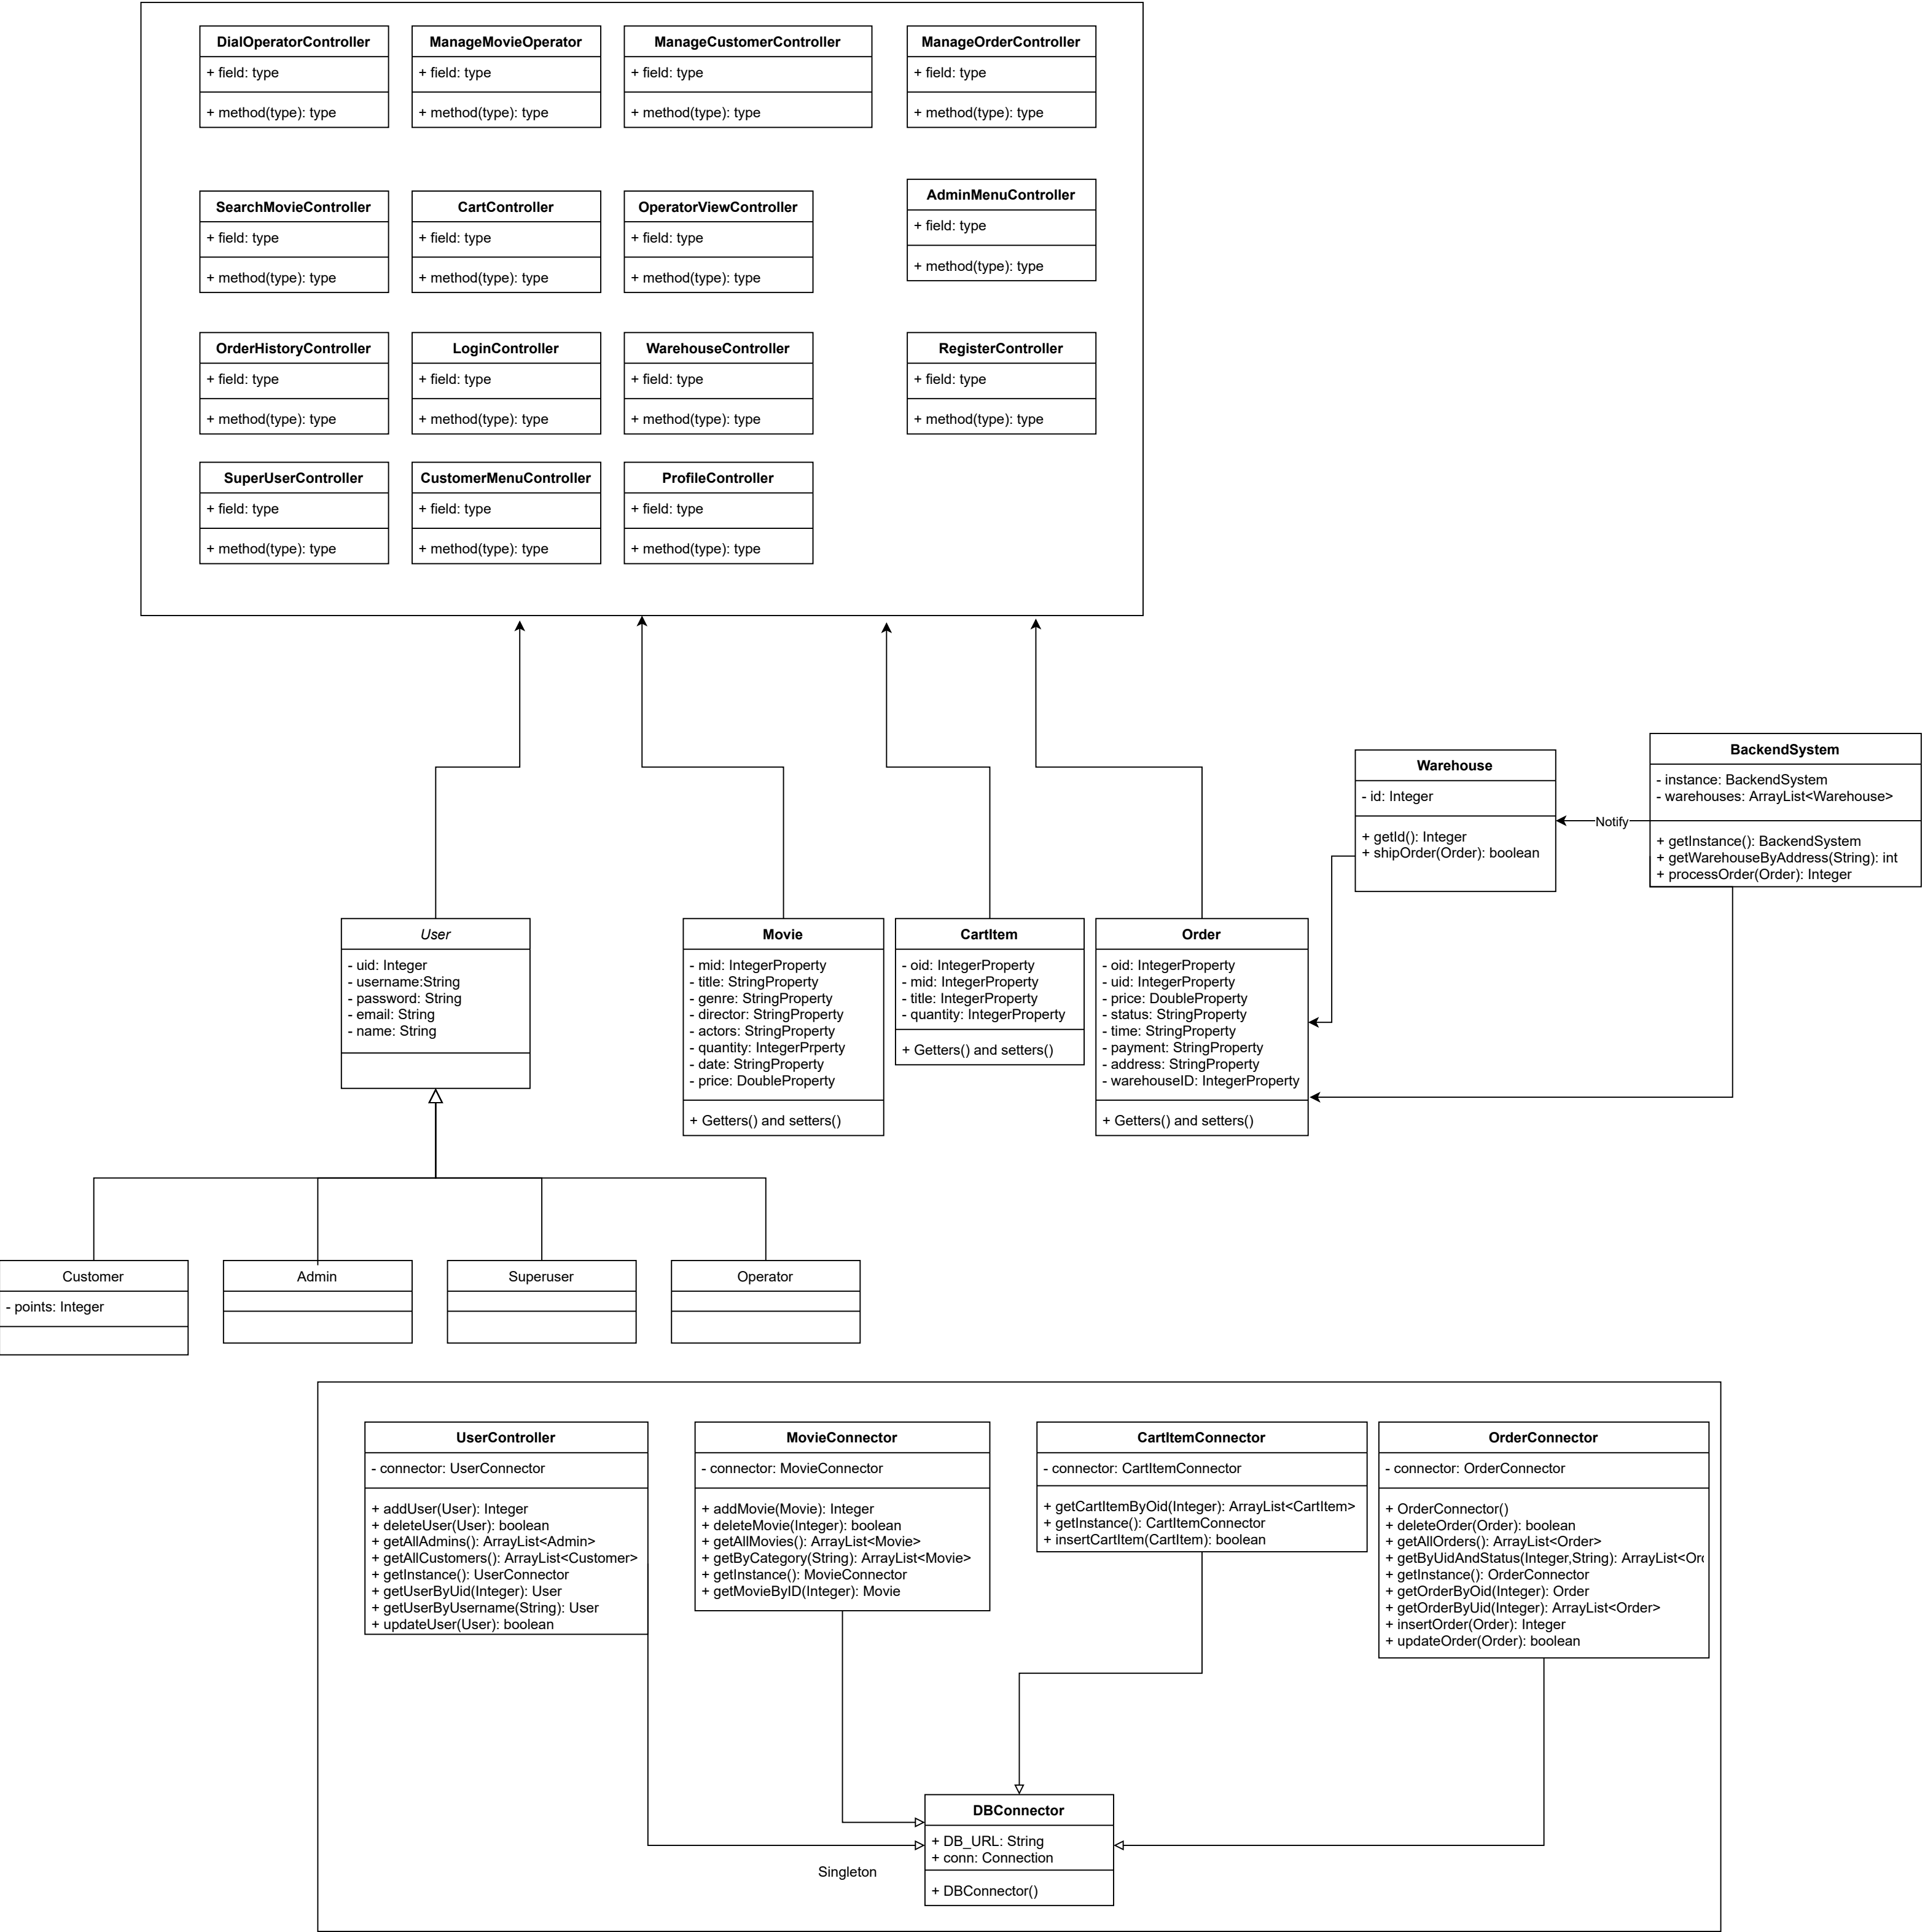 DialOperatorController
+ field: type
+ method(type): type
ManageMovieOperator
+ field: type
+ method(type): type
ManageCustomerController
+ field: type
+ method(type): type
ManageOrderController
+ field: type
+ method(type): type
SearchMovieController
+ field: type
+ method(type): type
CartController
+ field: type
+ method(type): type
OperatorViewController
+ field: type
+ method(type): type
AdminMenuController
+ field: type
+ method(type): type
OrderHistoryController
+ field: type
+ method(type): type
LoginController
+ field: type
+ method(type): type
WarehouseController
+ field: type
+ method(type): type
RegisterController
+ field: type
+ method(type): type
SuperUserController
+ field: type
+ method(type): type
CustomerMenuController
+ field: type
+ method(type): type
ProfileController
+ field: type
+ method(type): type
Warehouse
- id: Integer
+ getId(): Integer
+ shipOrder(Order): boolean
Notify
BackendSystem
- instance: BackendSystem
- warehouses: ArrayList<Warehouse>
+ getInstance(): BackendSystem
+ getWarehouseByAddress(String): int
+ processOrder(Order): Integer
User
- uid: Integer
- username:String
- password: String
- email: String
- name: String
Movie
- mid: IntegerProperty
- title: StringProperty
- genre: StringProperty
- director: StringProperty
- actors: StringProperty
- quantity: IntegerPrperty
- date: StringProperty
- price: DoubleProperty
+ Getters() and setters()
CartItem
- oid: IntegerProperty
- mid: IntegerProperty
- title: IntegerProperty
- quantity: IntegerProperty
+ Getters() and setters()
Order
- oid: IntegerProperty
- uid: IntegerProperty
- price: DoubleProperty
- status: StringProperty
- time: StringProperty
- payment: StringProperty
- address: StringProperty
- warehouseID: IntegerProperty
+ Getters() and setters()
Customer
- points: Integer
Admin
Superuser
Operator
UserController
- connector: UserConnector
+ addUser(User): Integer
+ deleteUser(User): boolean
+ getAllAdmins(): ArrayList<Admin>
+ getAllCustomers(): ArrayList<Customer>
+ getInstance(): UserConnector
+ getUserByUid(Integer): User
+ getUserByUsername(String): User
+ updateUser(User): boolean
MovieConnector
- connector: MovieConnector
+ addMovie(Movie): Integer
+ deleteMovie(Integer): boolean
+ getAllMovies(): ArrayList<Movie>
+ getByCategory(String): ArrayList<Movie>
+ getInstance(): MovieConnector
+ getMovieByID(Integer): Movie
CartItemConnector
- connector: CartItemConnector
+ getCartItemByOid(Integer): ArrayList<CartItem>
+ getInstance(): CartItemConnector
+ insertCartItem(CartItem): boolean
OrderConnector
- connector: OrderConnector
+ OrderConnector()
+ deleteOrder(Order): boolean
+ getAllOrders(): ArrayList<Order>
+ getByUidAndStatus(Integer,String): ArrayList<Or
+ getInstance(): OrderConnector
+ getOrderByOid(Integer): Order
+ getOrderByUid(Integer): ArrayList<Order>
+ insertOrder(Order): Integer
+ updateOrder(Order): boolean
DBConnector
+ DB_URL: String
+ conn: Connection
+ DBConnector()
Singleton